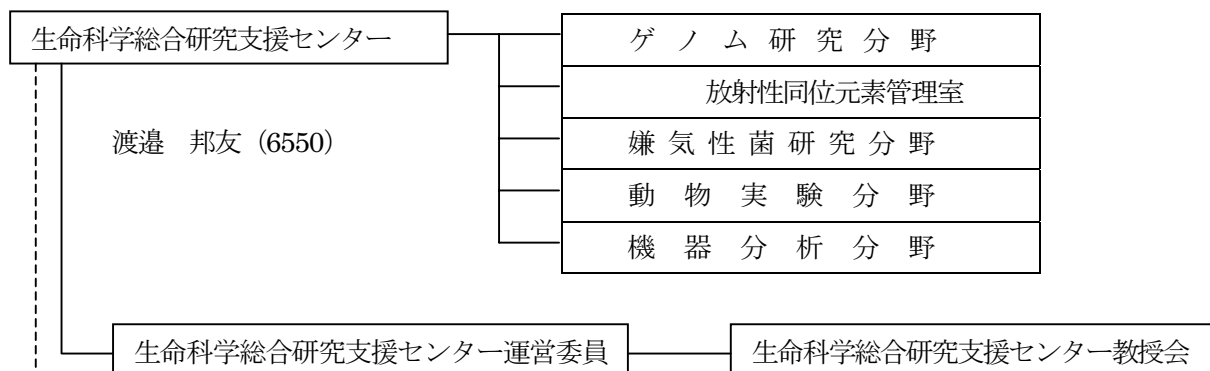 生命科学総合研究支援センター
ゲノム研究分野
放射性同位元素管理室
渡邉 邦友 (6550)
嫌気性菌研究分野
動物実験分野
機器分析分野
生命科学総合研究支援センター運営委員
生命科学総合研究支援センター教授会